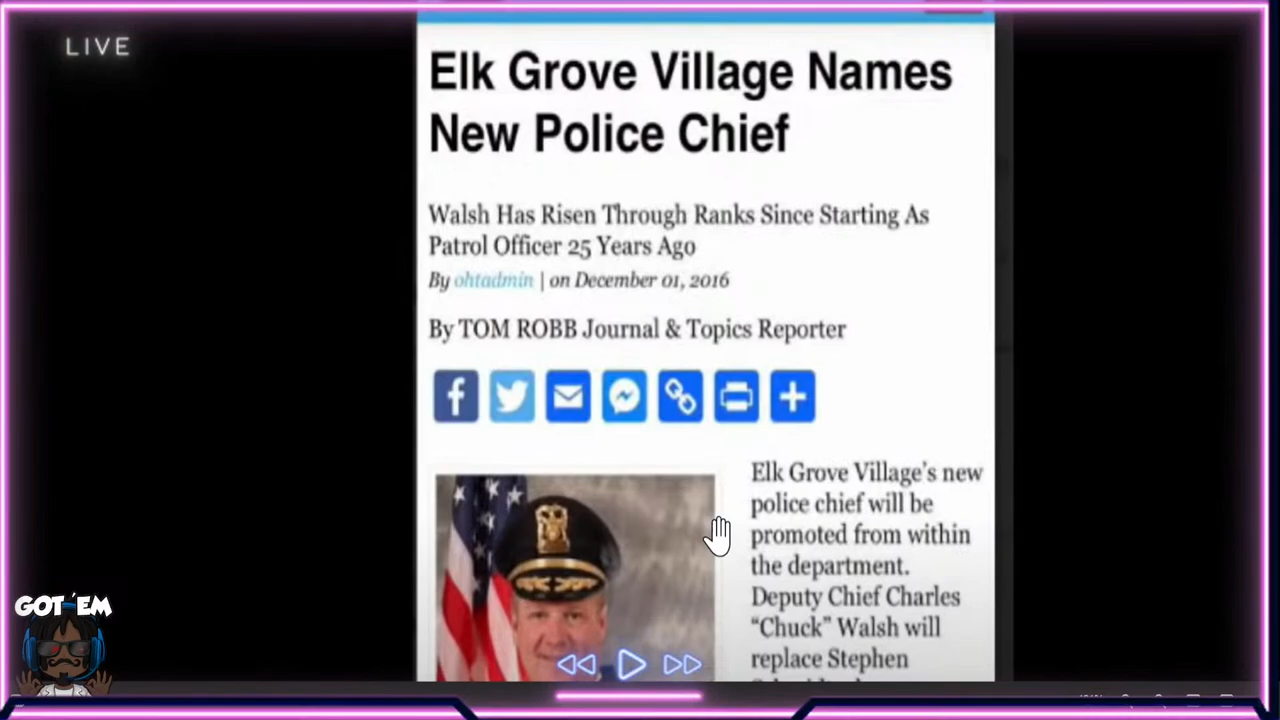 LIVE
Elk Grove Village Names
New Police Chief
Walsh Has Risen Through Ranks Since Starting As
Patrol Officer 25 Years Ago
By ohtadmin | on December 01, 2016
By TOM ROBB Journal & Topics Reporter
Elk Grove Village's new
police chief will be
promoted from within
the department.
Deputy Chief Charles
“Chuck” Walsh will
replace Stephen
GOT 'EM